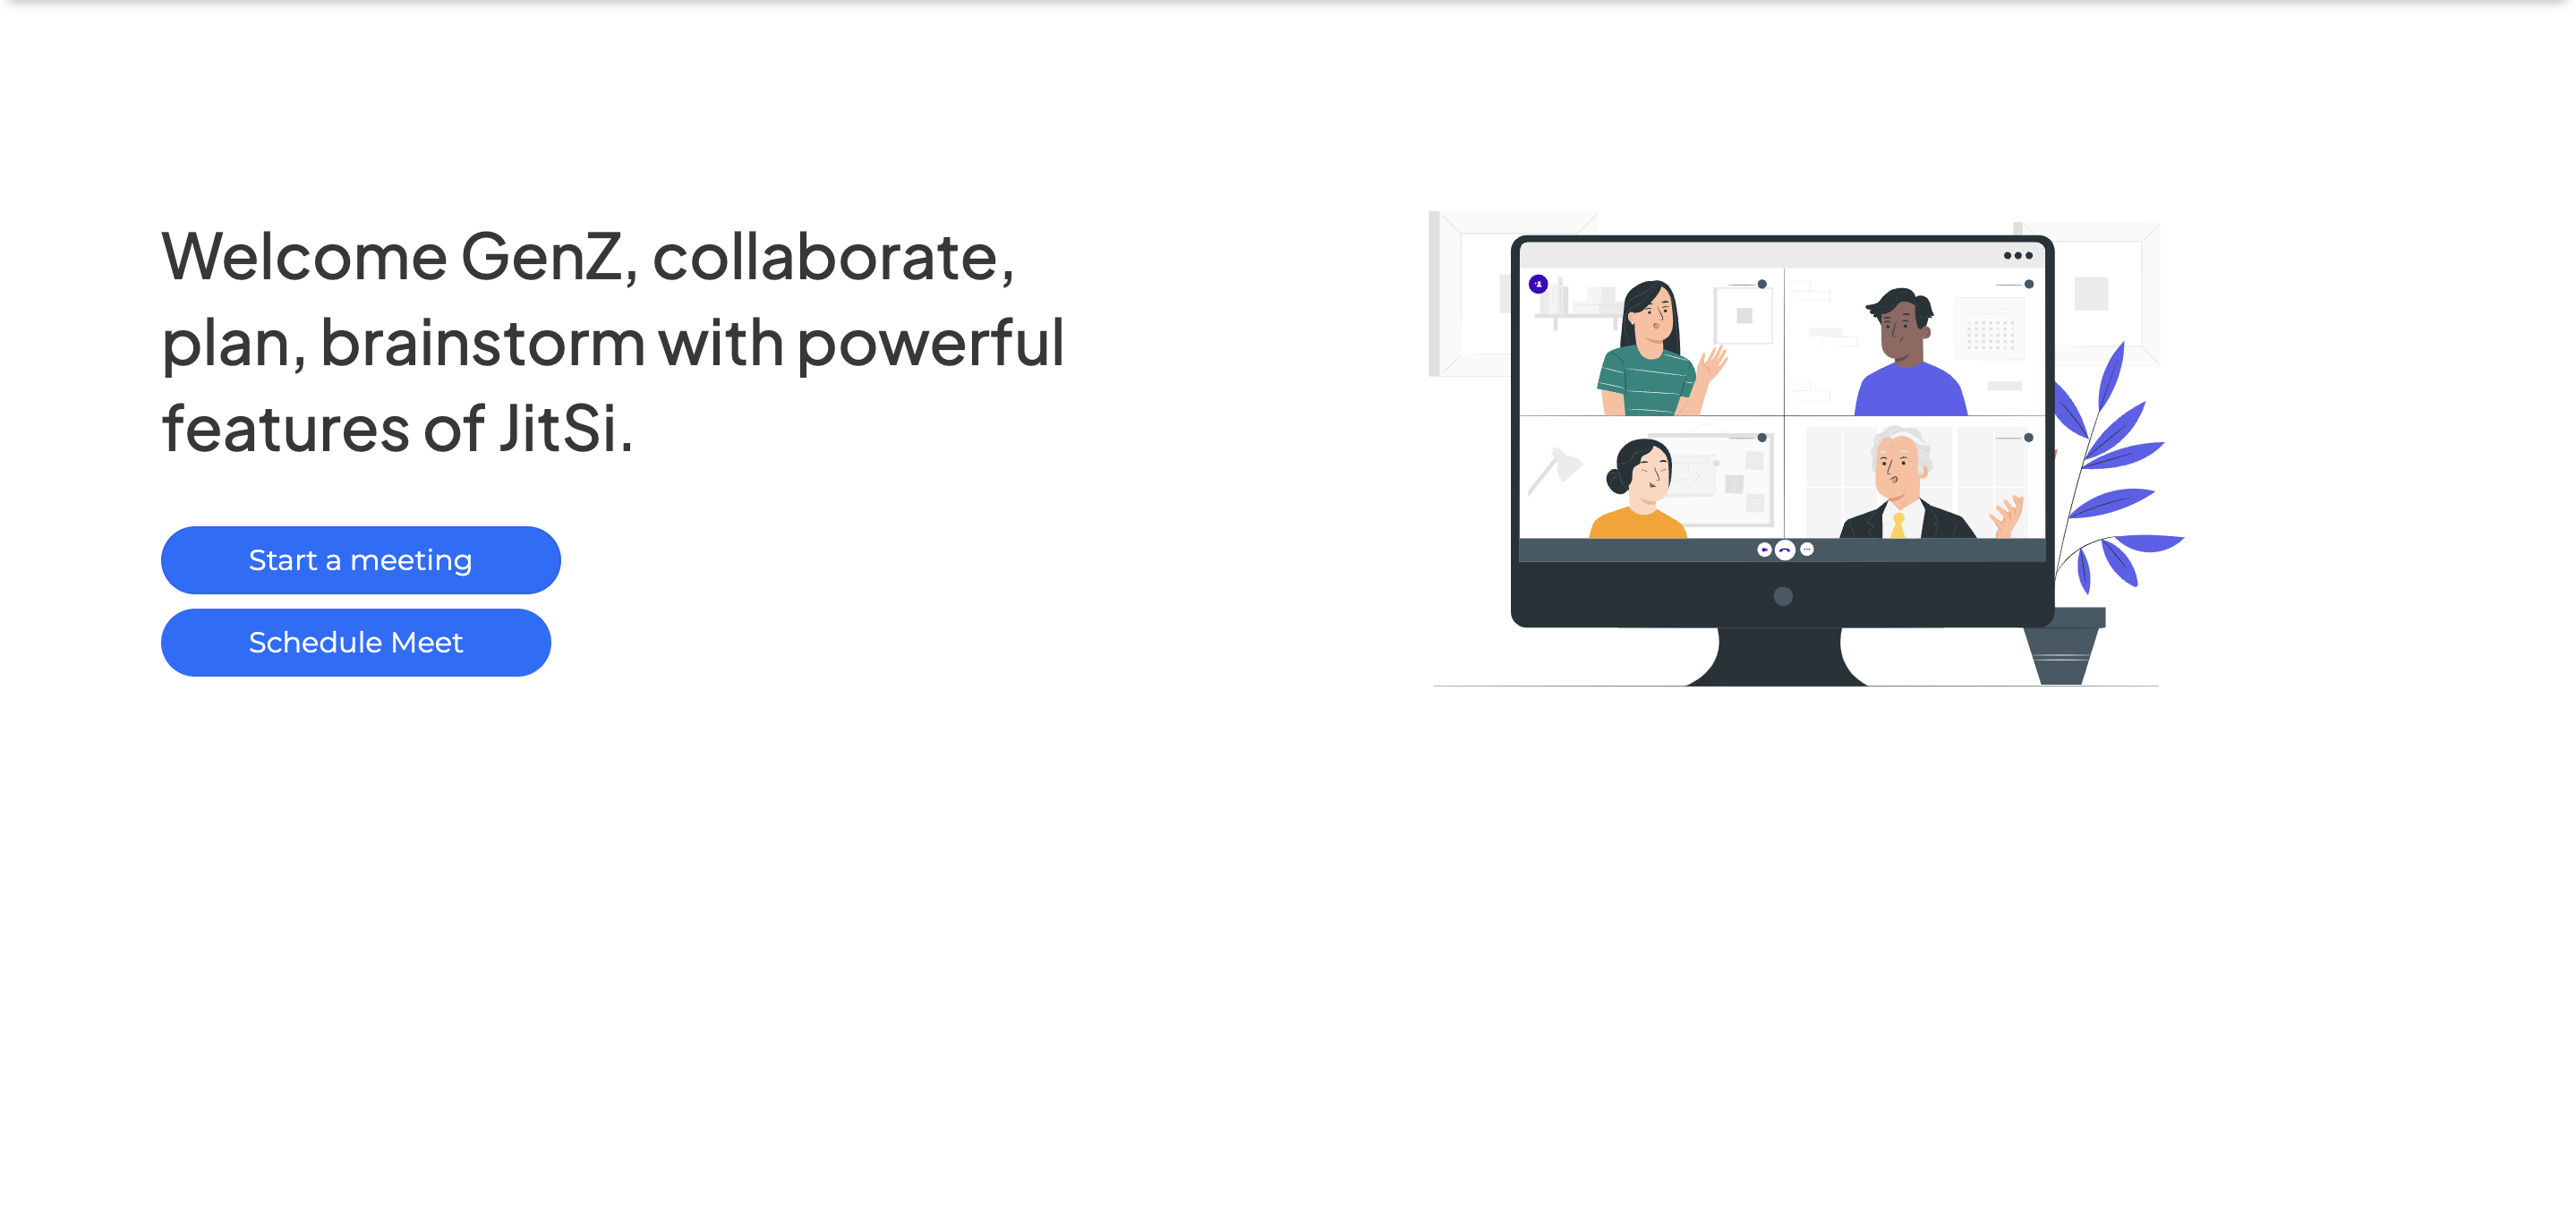 Welcome GenZ, collaborate,
plan, brainstorm with powerful
features of JitSi.
Start a meeting
Schedule Meet